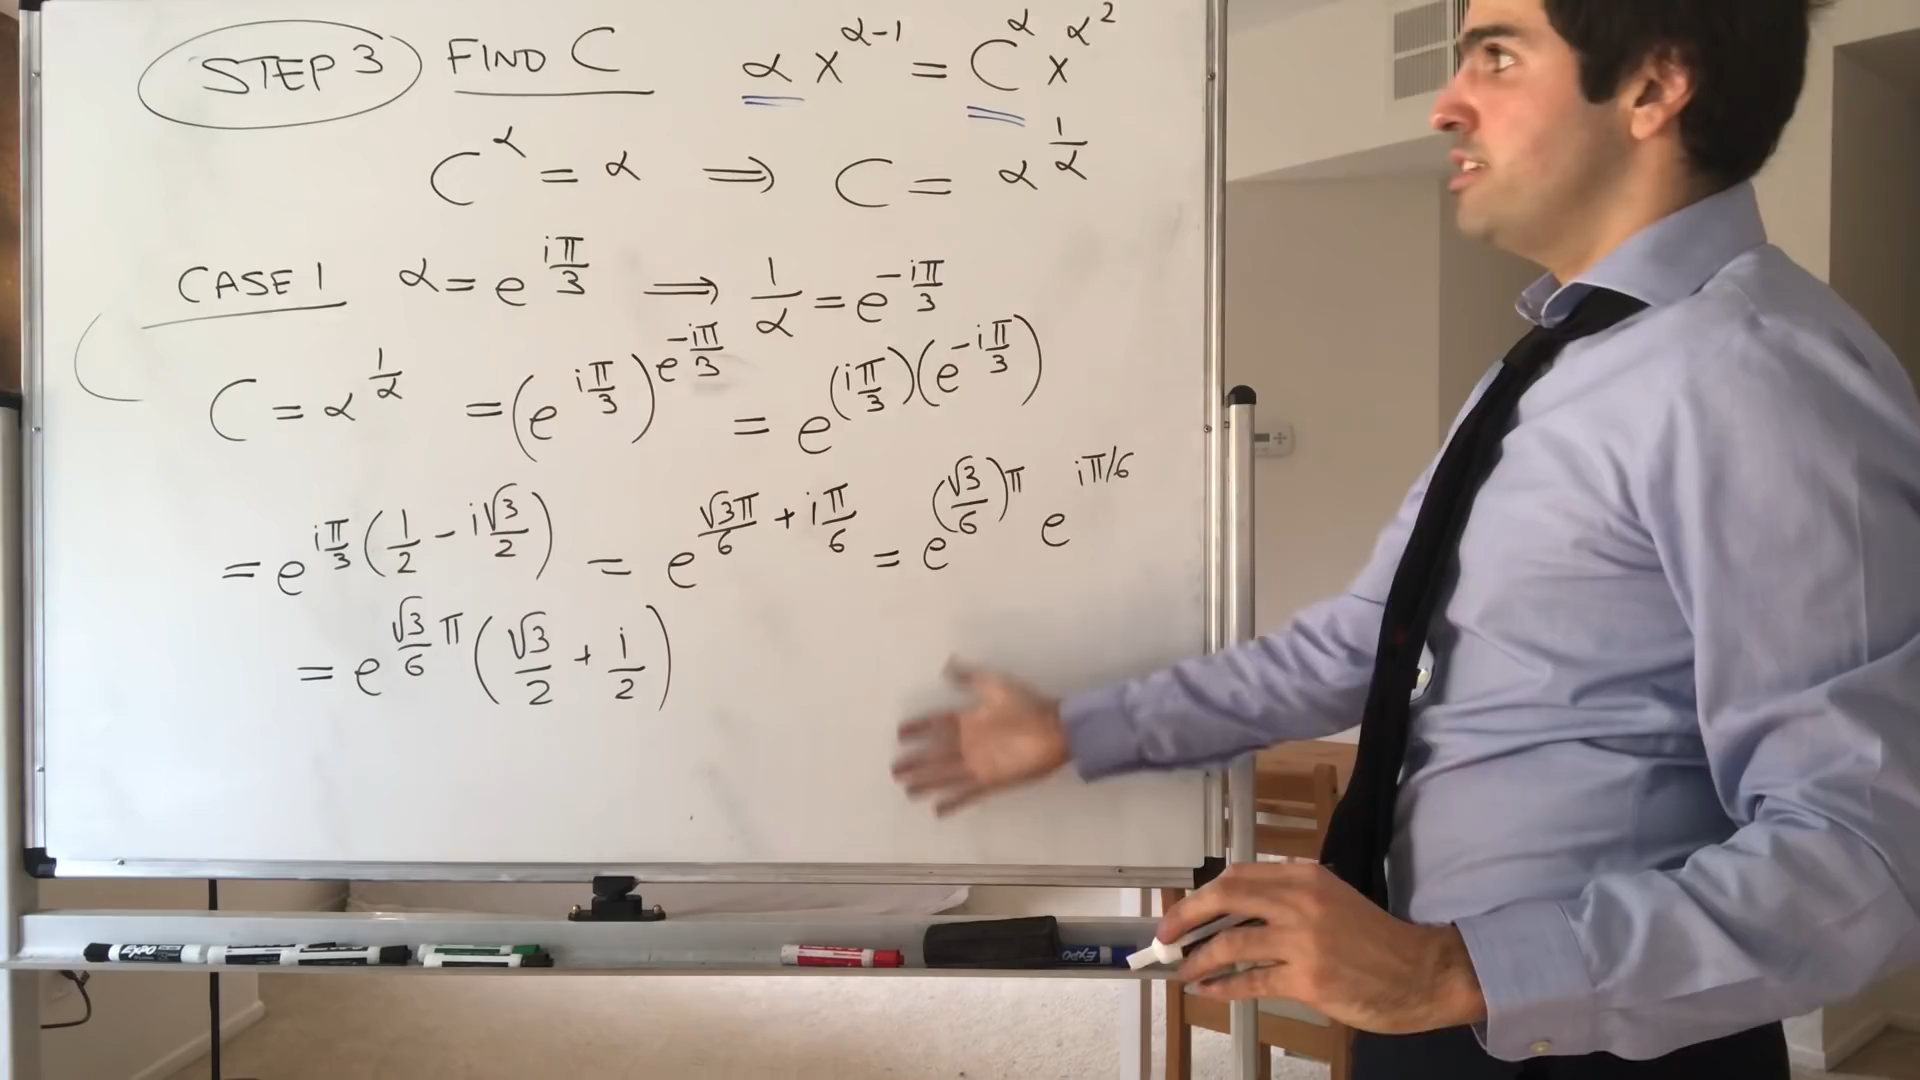 STEP 3 FIND C αx^(α-1) = C^α x^(α^2)
C^α = α ⟹ C = α^(1/α)
CASE 1 α = e^(iπ/3) ⟹ 1/α = e^(-iπ/3)
C = α^(1/α) = (e^(iπ/3))^(e^(-iπ/3)) = e^((iπ/3)(e^(-iπ/3)))
= e^(iπ/3 (1/2 - i√3/2)) = e^(√3π/6 + iπ/6) = e^((√3/6)π) e^(iπ/6)
= e^(√3/6 π) (√3/2 + i/2)
EXPO
EXPO